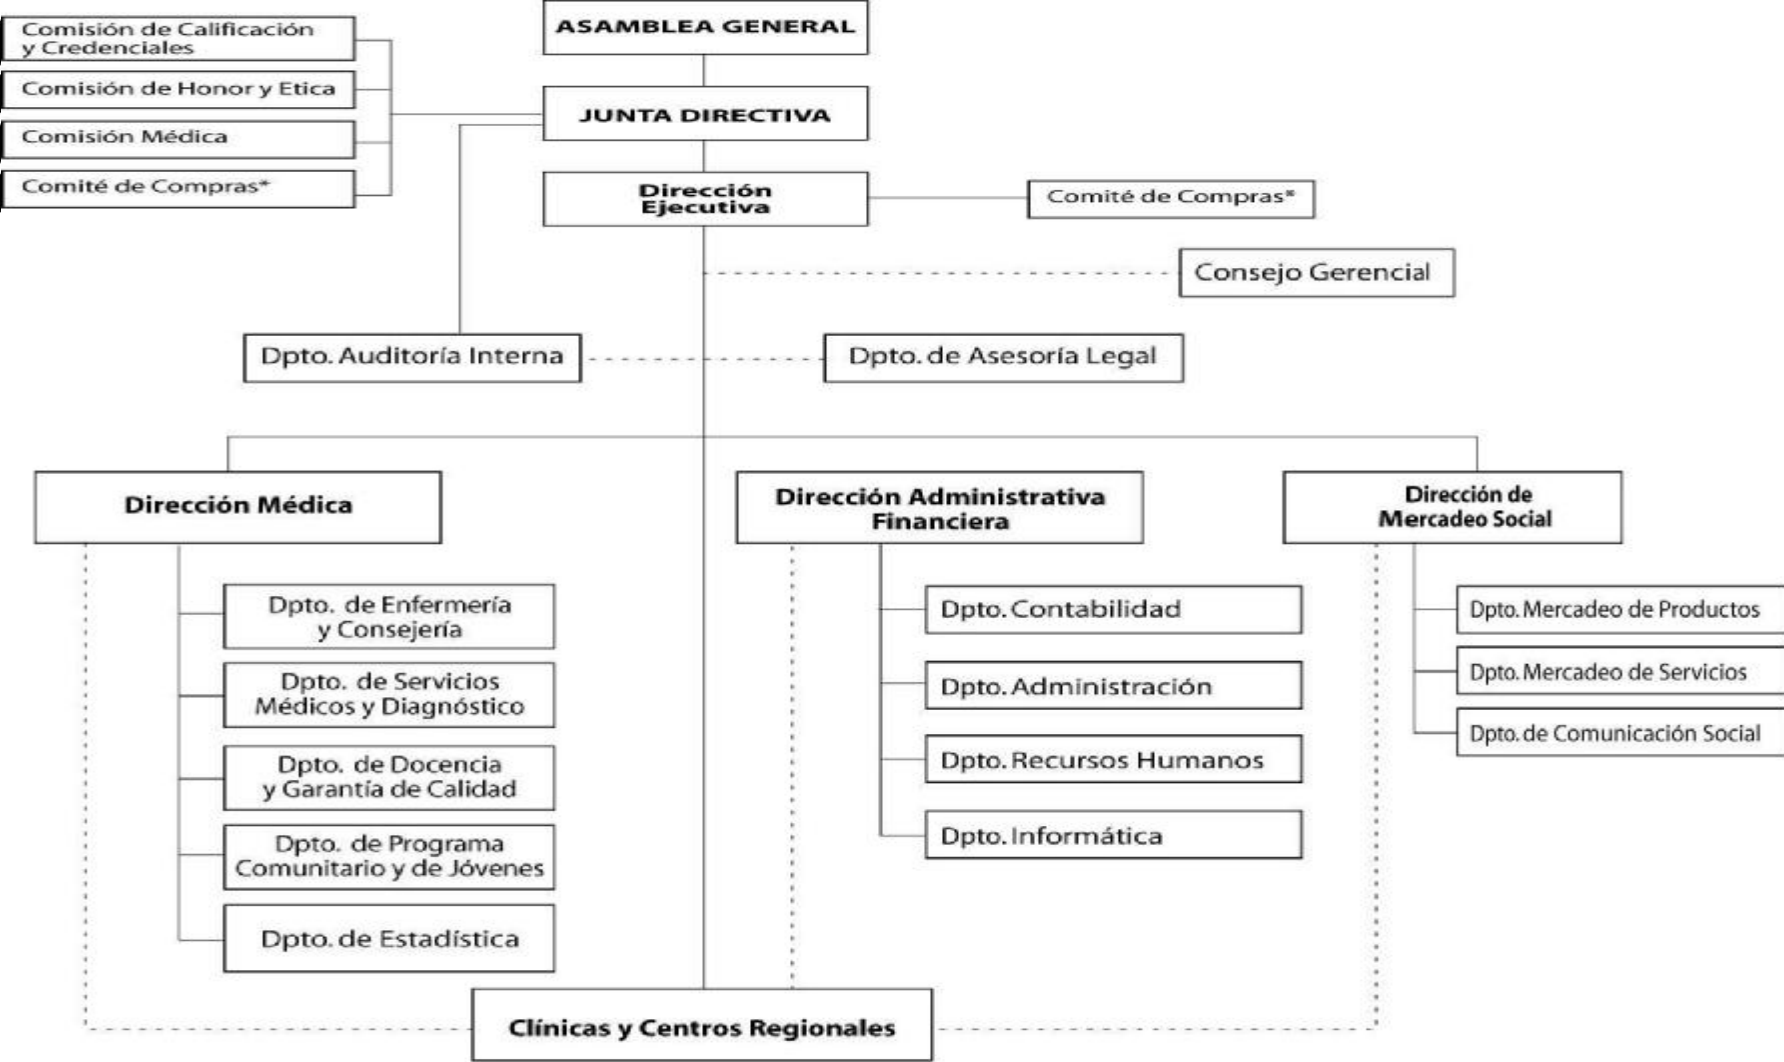 Comisión de Calificación
y Credenciales
Comisión de Honor y Etica
Comisión Médica
Comité de Compras*
ASAMBLEA GENERAL
JUNTA DIRECTIVA
Dirección
Ejecutiva
Comité de Compras*
Consejo Gerencial
Dpto. Auditoría Interna
Dpto. de Asesoría Legal
Dirección Médica
Dpto. de Enfermería
y Consejería
Dpto. de Servicios
Médicos y Diagnóstico
Dpto. de Docencia
y Garantía de Calidad
Dpto. de Programa
Comunitario y de Jóvenes
Dpto. de Estadística
Dirección Administrativa
Financiera
Dpto. Contabilidad
Dpto. Administración
Dpto. Recursos Humanos
Dpto. Informática
Dirección de
Mercadeo Social
Dpto. Mercadeo de Productos
Dpto. Mercadeo de Servicios
Dpto. de Comunicación Social
Clínicas y Centros Regionales